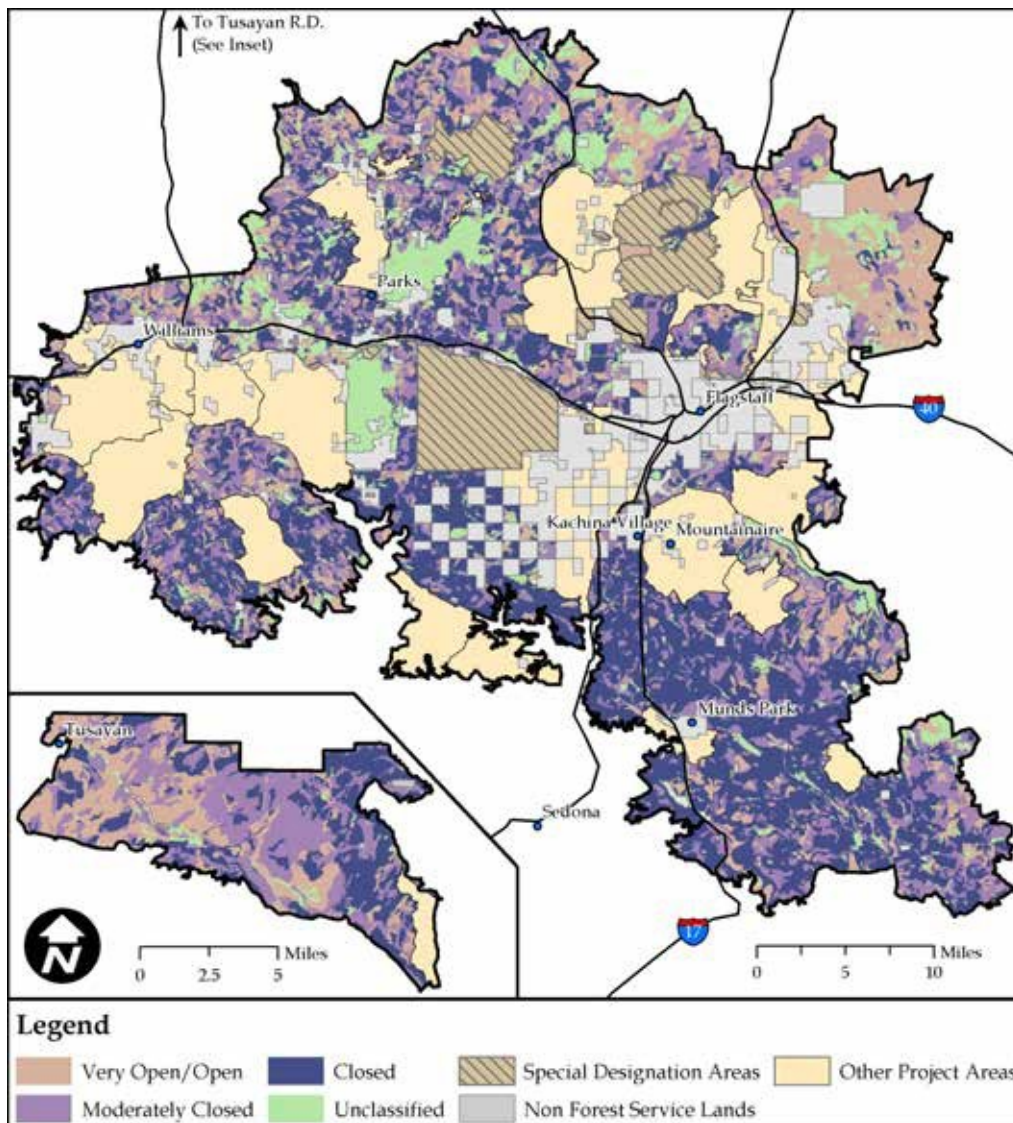 To Tusayan R.D.
(See Inset)
Parks
Williams
Flagstaff
40
Kachina Village
Mountainaire
Munds Park
Tusayan
Sedona
17
N
Miles
0 2.5 5
Miles
0 5 10
Legend
Very Open/Open
Closed
Special Designation Areas
Other Project Areas
Moderately Closed
Unclassified
Non Forest Service Lands